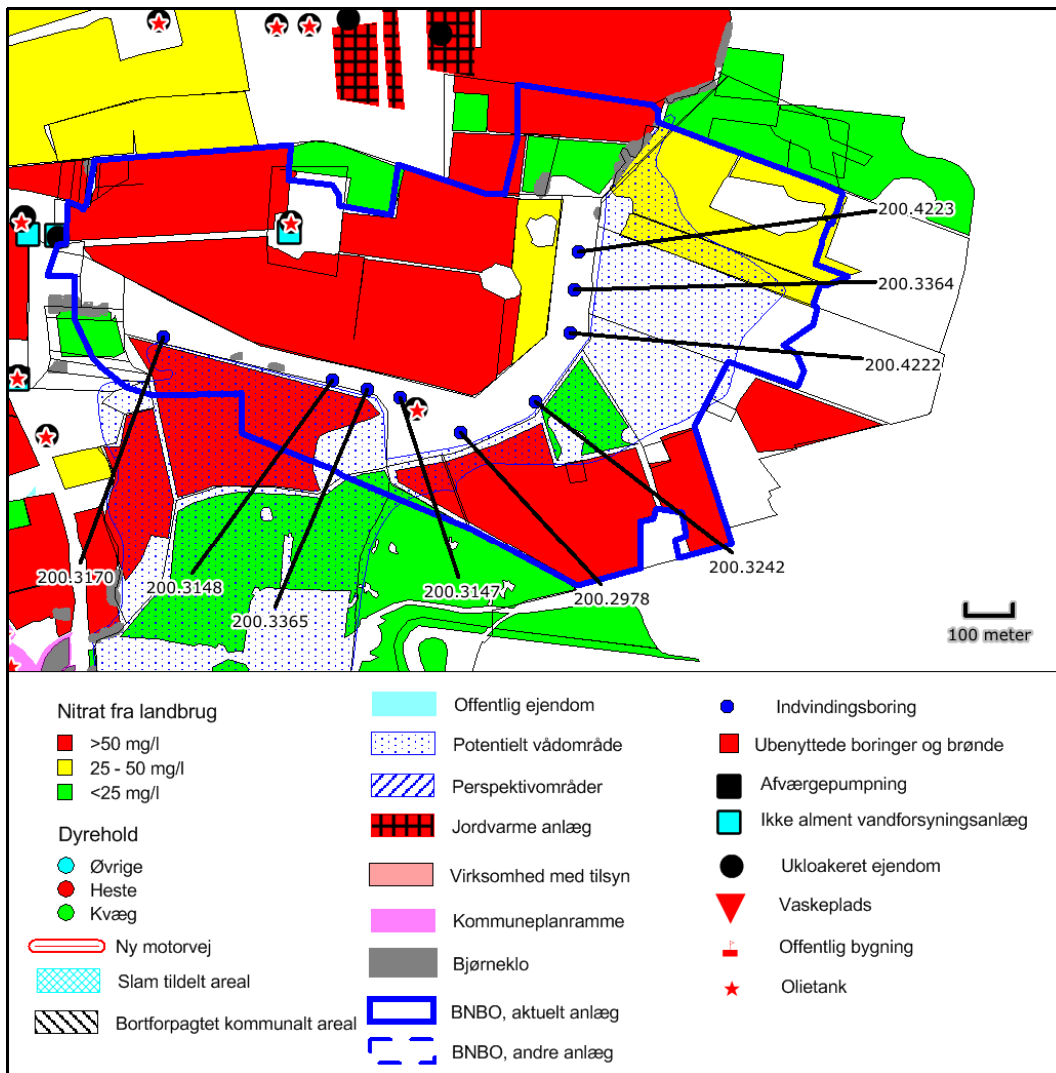 200.4223
200.3364
200.4222
200.3170
200.3148
200.3365
200.3147
200.2978
200.3242
100 meter
Nitrat fra landbrug
>50 mg/l
25 - 50 mg/l
<25 mg/l
Dyrehold
Øvrige
Heste
Kvæg
Ny motorvej
Slam tildelt areal
Bortforpagtet kommunalt areal
Offentlig ejendom
Potentielt vådområde
Perspektivområder
Jordvarme anlæg
Virksomhed med tilsyn
Kommuneplanramme
Bjørneklo
BNBO, aktuelt anlæg
BNBO, andre anlæg
Indvindingsboring
Ubenyttede boringer og brønde
Afværgepumpning
Ikke alment vandforsyningsanlæg
Ukloakeret ejendom
Vaskeplads
Offentlig bygning
Olietank